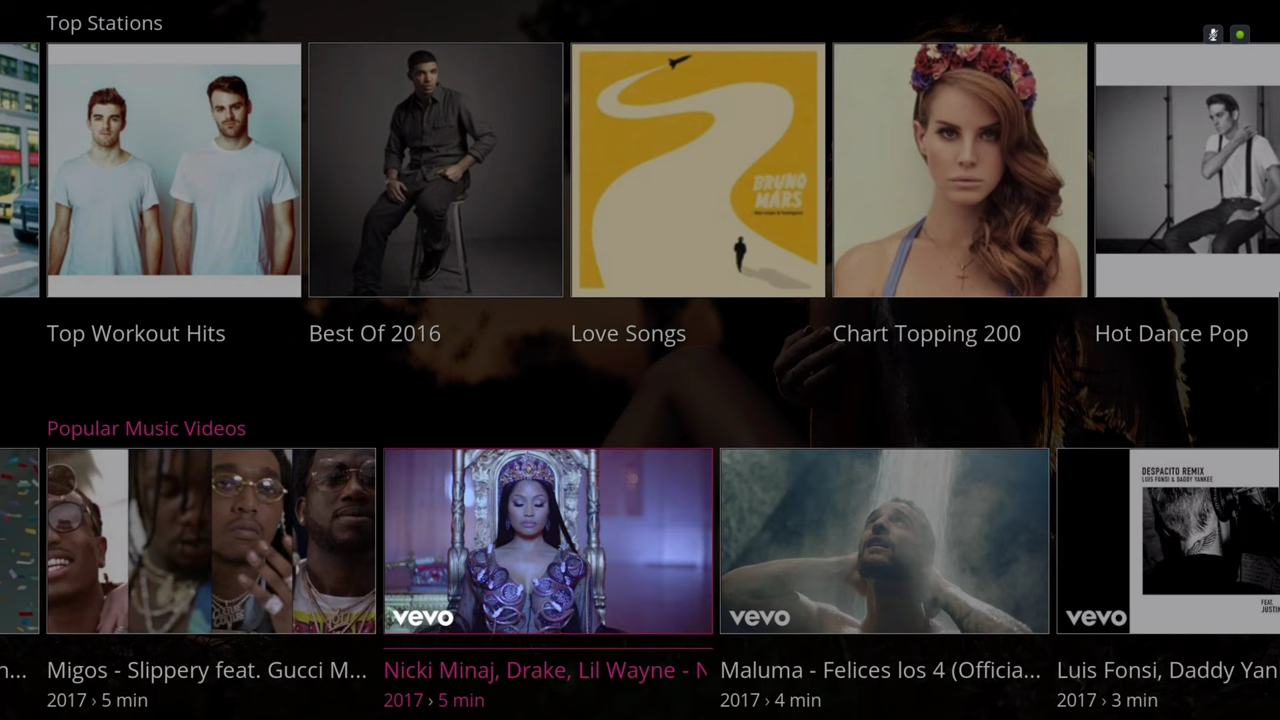 Top Stations
BRUNO
MARS
Top Workout Hits
Best Of 2016
Love Songs
Chart Topping 200
Hot Dance Pop
Popular Music Videos
DESPACITO REMIX
LUIS FONSI & DADDY YANKEE
FEAT.
vevo
vevo
vevo
n...
Migos - Slippery feat. Gucci M...
Nicki Minaj, Drake, Lil Wayne - N
Maluma - Felices los 4 (Officia...
Luis Fonsi, Daddy Yan
2017 › 5 min
2017 › 5 min
2017 › 4 min
2017 › 3 min